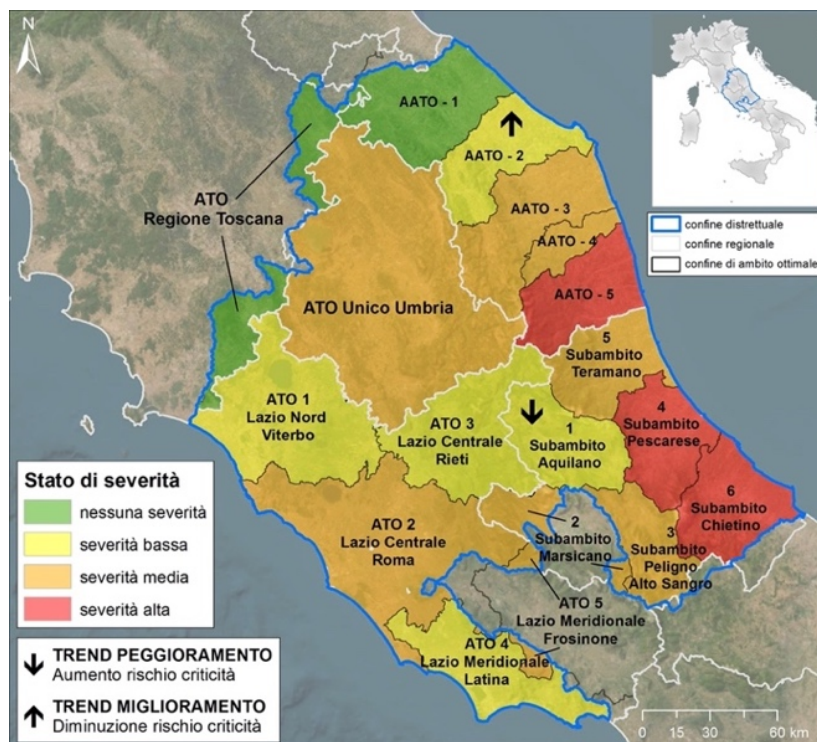 N
AATO - 1
AATO - 2
ATO
Regione Toscana
AATO - 3
AATO - 4
ATO Unico Umbria
AATO - 5
5
Subambito
Teramano
ATO 1
Lazio Nord
Viterbo
ATO 3
Lazio Centrale
Rieti
1
Subambito
Aquilano
4
Subambito
Pescarese
6
Subambito
Chietino
ATO 2
Lazio Centrale
Roma
2
Subambito
Marsicano
3
Subambito
Peligno
Alto Sangro
ATO 5
Lazio Meridionale
Frosinone
ATO 4
Lazio Meridionale
Latina
confine distrettuale
confine regionale
confine di ambito ottimale
Stato di severità
nessuna severità
severità bassa
severità media
severità alta
TREND PEGGIORAMENTO
Aumento rischio criticità
TREND MIGLIORAMENTO
Diminuzione rischio criticità
0 15 30 60 km